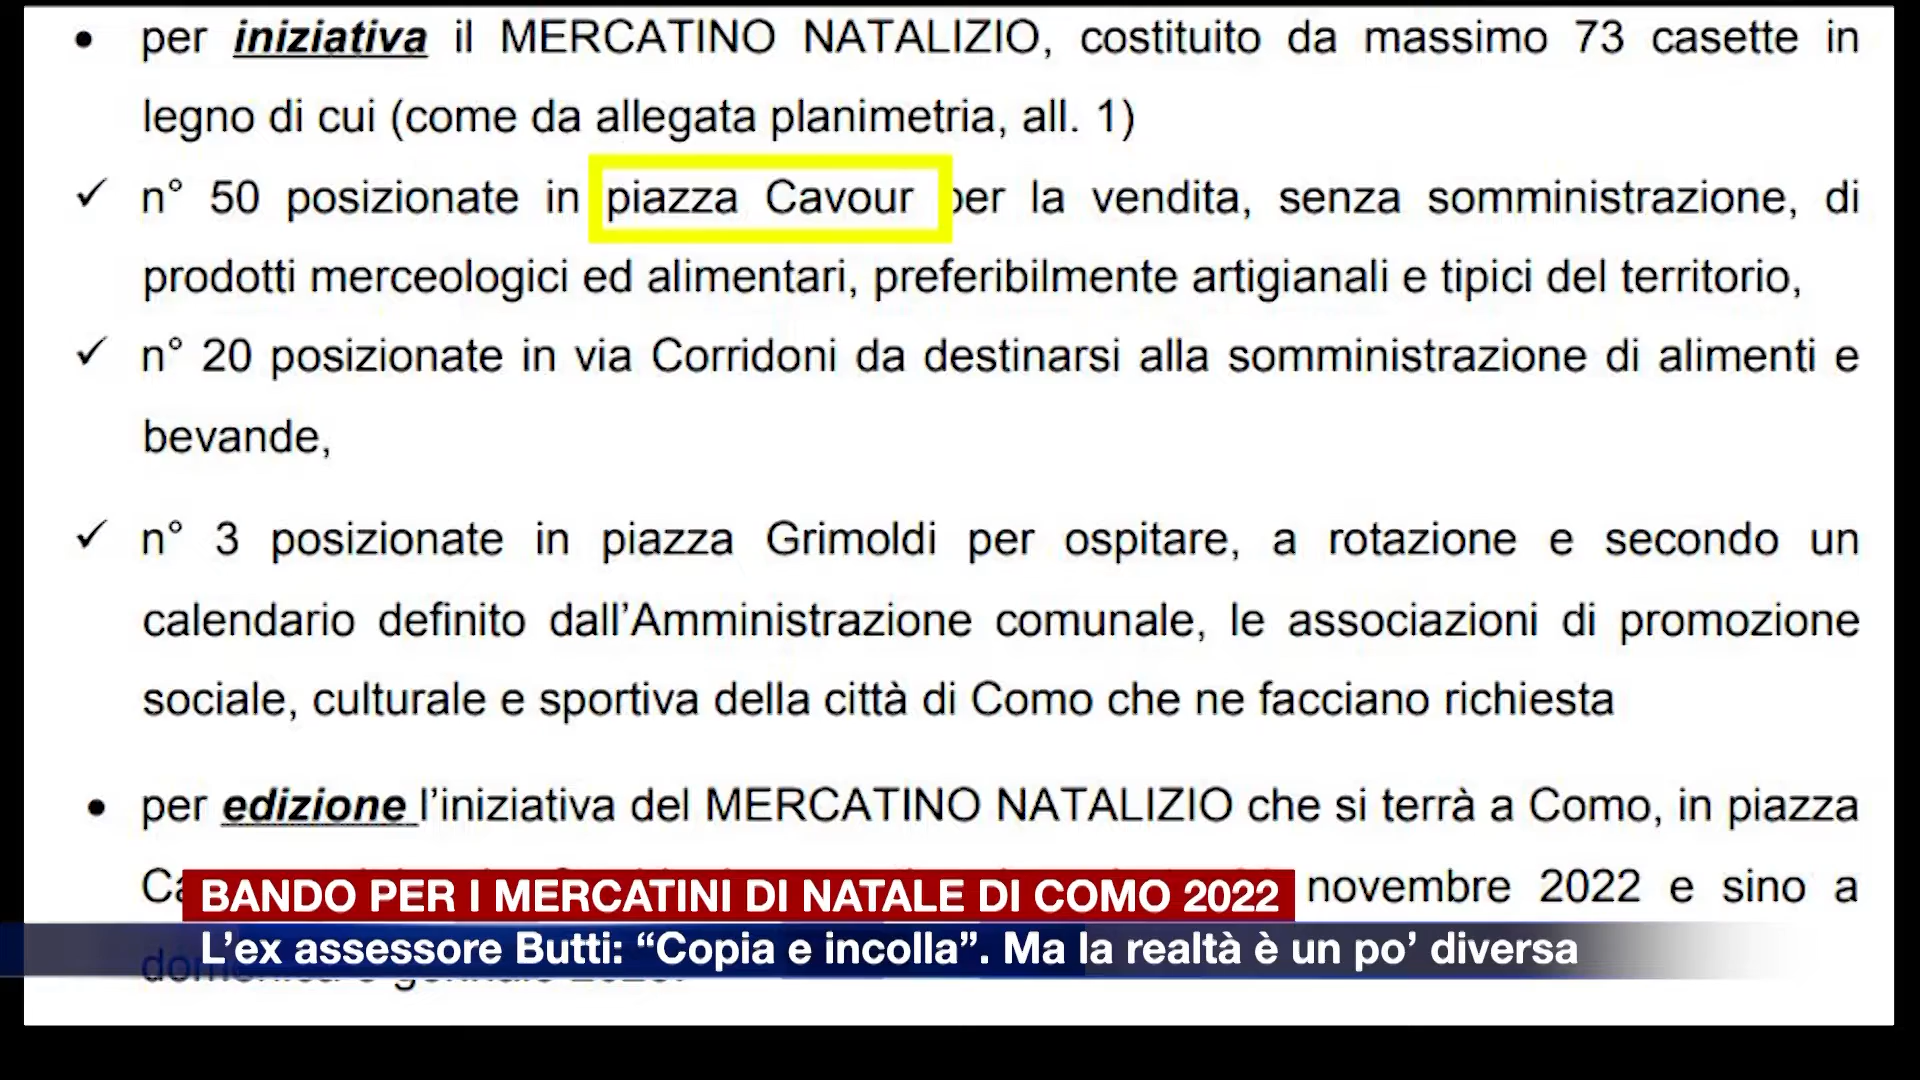 • per iniziativa il MERCATINO NATALIZIO, costituito da massimo 73 casette in
legno di cui (come da allegata planimetria, all. 1)
✓ n° 50 posizionate in piazza Cavour per la vendita, senza somministrazione, di
prodotti merceologici ed alimentari, preferibilmente artigianali e tipici del territorio,
✓ n° 20 posizionate in via Corridoni da destinarsi alla somministrazione di alimenti e
bevande,
✓ n° 3 posizionate in piazza Grimoldi per ospitare, a rotazione e secondo un
calendario definito dall’Amministrazione comunale, le associazioni di promozione
sociale, culturale e sportiva della città di Como che ne facciano richiesta
• per edizione l’iniziativa del MERCATINO NATALIZIO che si terrà a Como, in piazza
novembre 2022 e sino a
BANDO PER I MERCATINI DI NATALE DI COMO 2022
L’ex assessore Butti: “Copia e incolla”. Ma la realtà è un po’ diversa